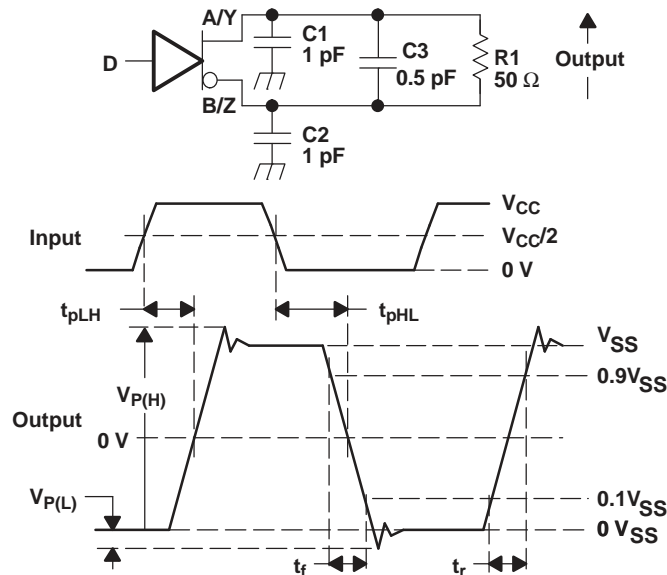 A/Y
C1
1 pF
C3
0.5 pF
R1
50 Ω
Output
D
B/Z
C2
1 pF
Input
VCC
VCC/2
0 V
tpLH
tpHL
VSS
0.9VSS
VP(H)
Output
0 V
VP(L)
0.1VSS
0 VSS
tf
tr